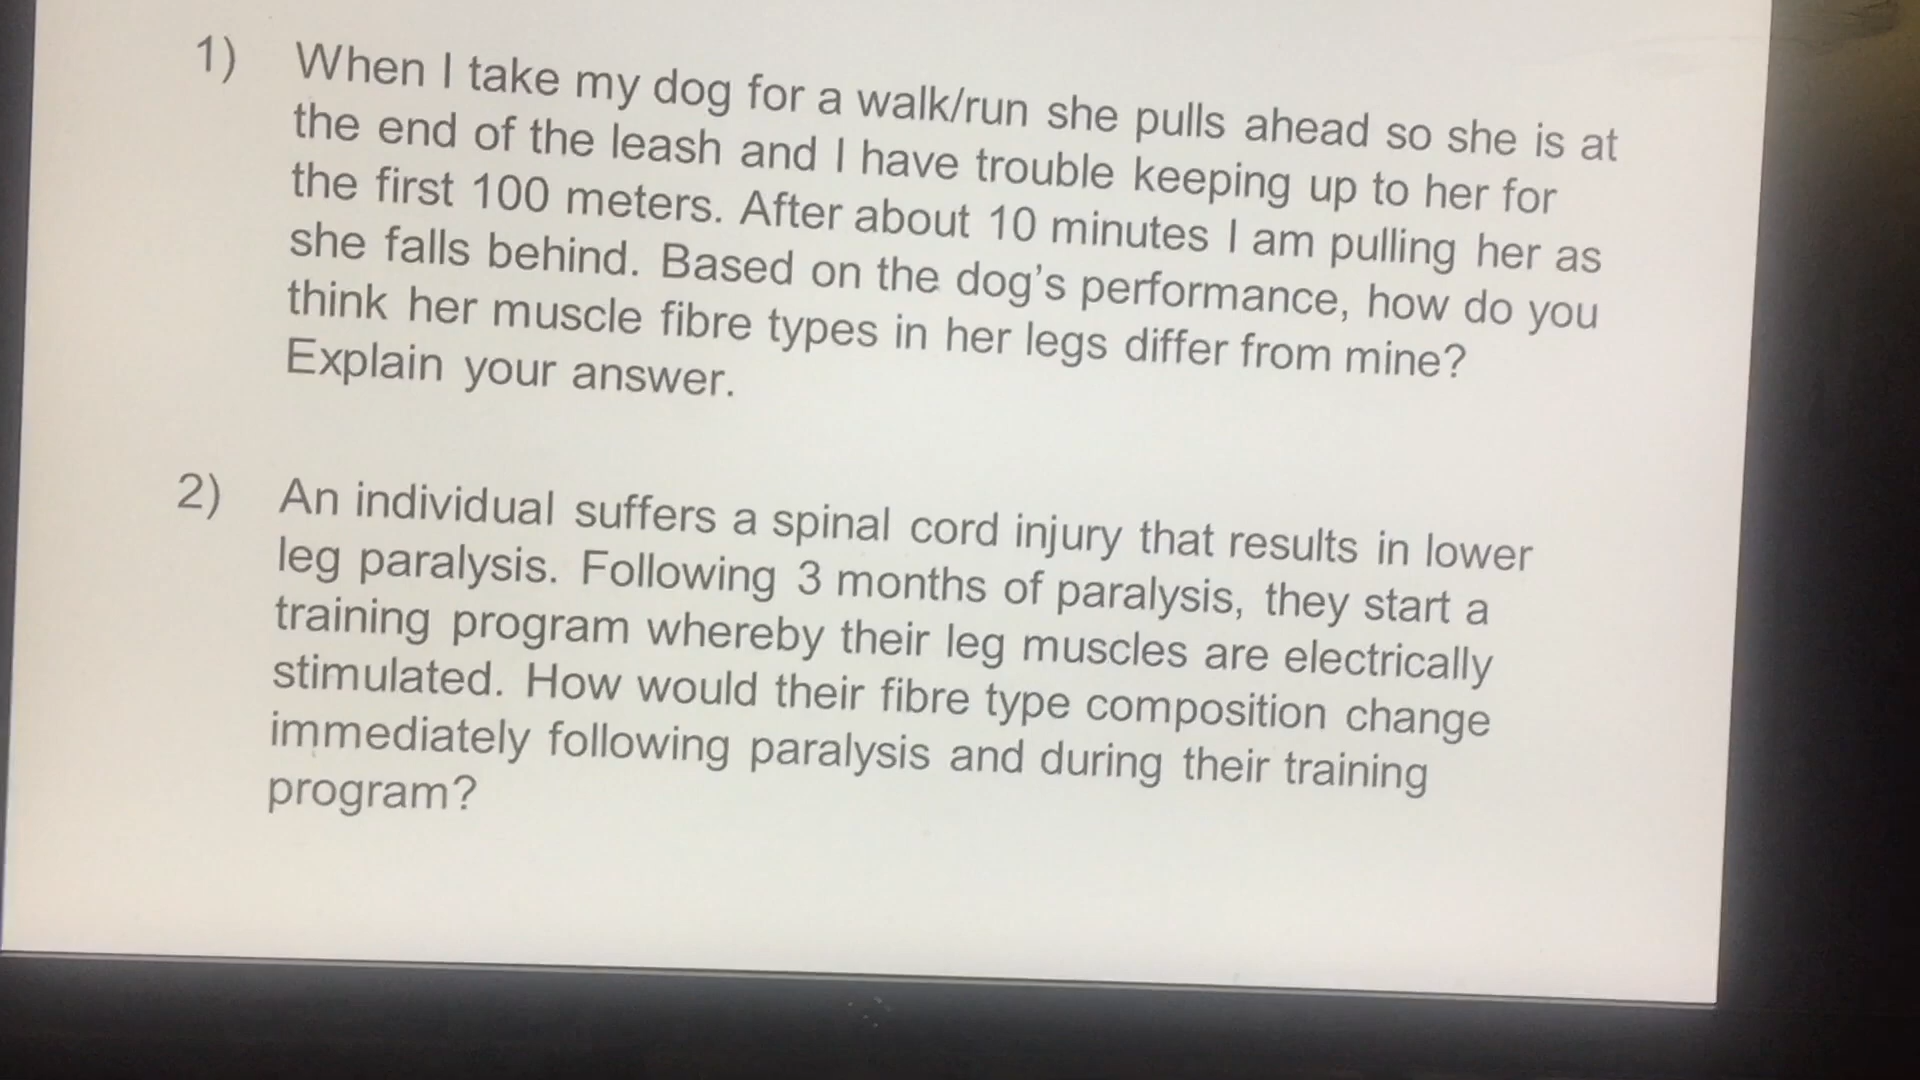 1) When I take my dog for a walk/run she pulls ahead so she is at
the end of the leash and I have trouble keeping up to her for
the first 100 meters. After about 10 minutes I am pulling her as
she falls behind. Based on the dog's performance, how do you
think her muscle fibre types in her legs differ from mine?
Explain your answer.
2) An individual suffers a spinal cord injury that results in lower
leg paralysis. Following 3 months of paralysis, they start a
training program whereby their leg muscles are electrically
stimulated. How would their fibre type composition change
immediately following paralysis and during their training
program?